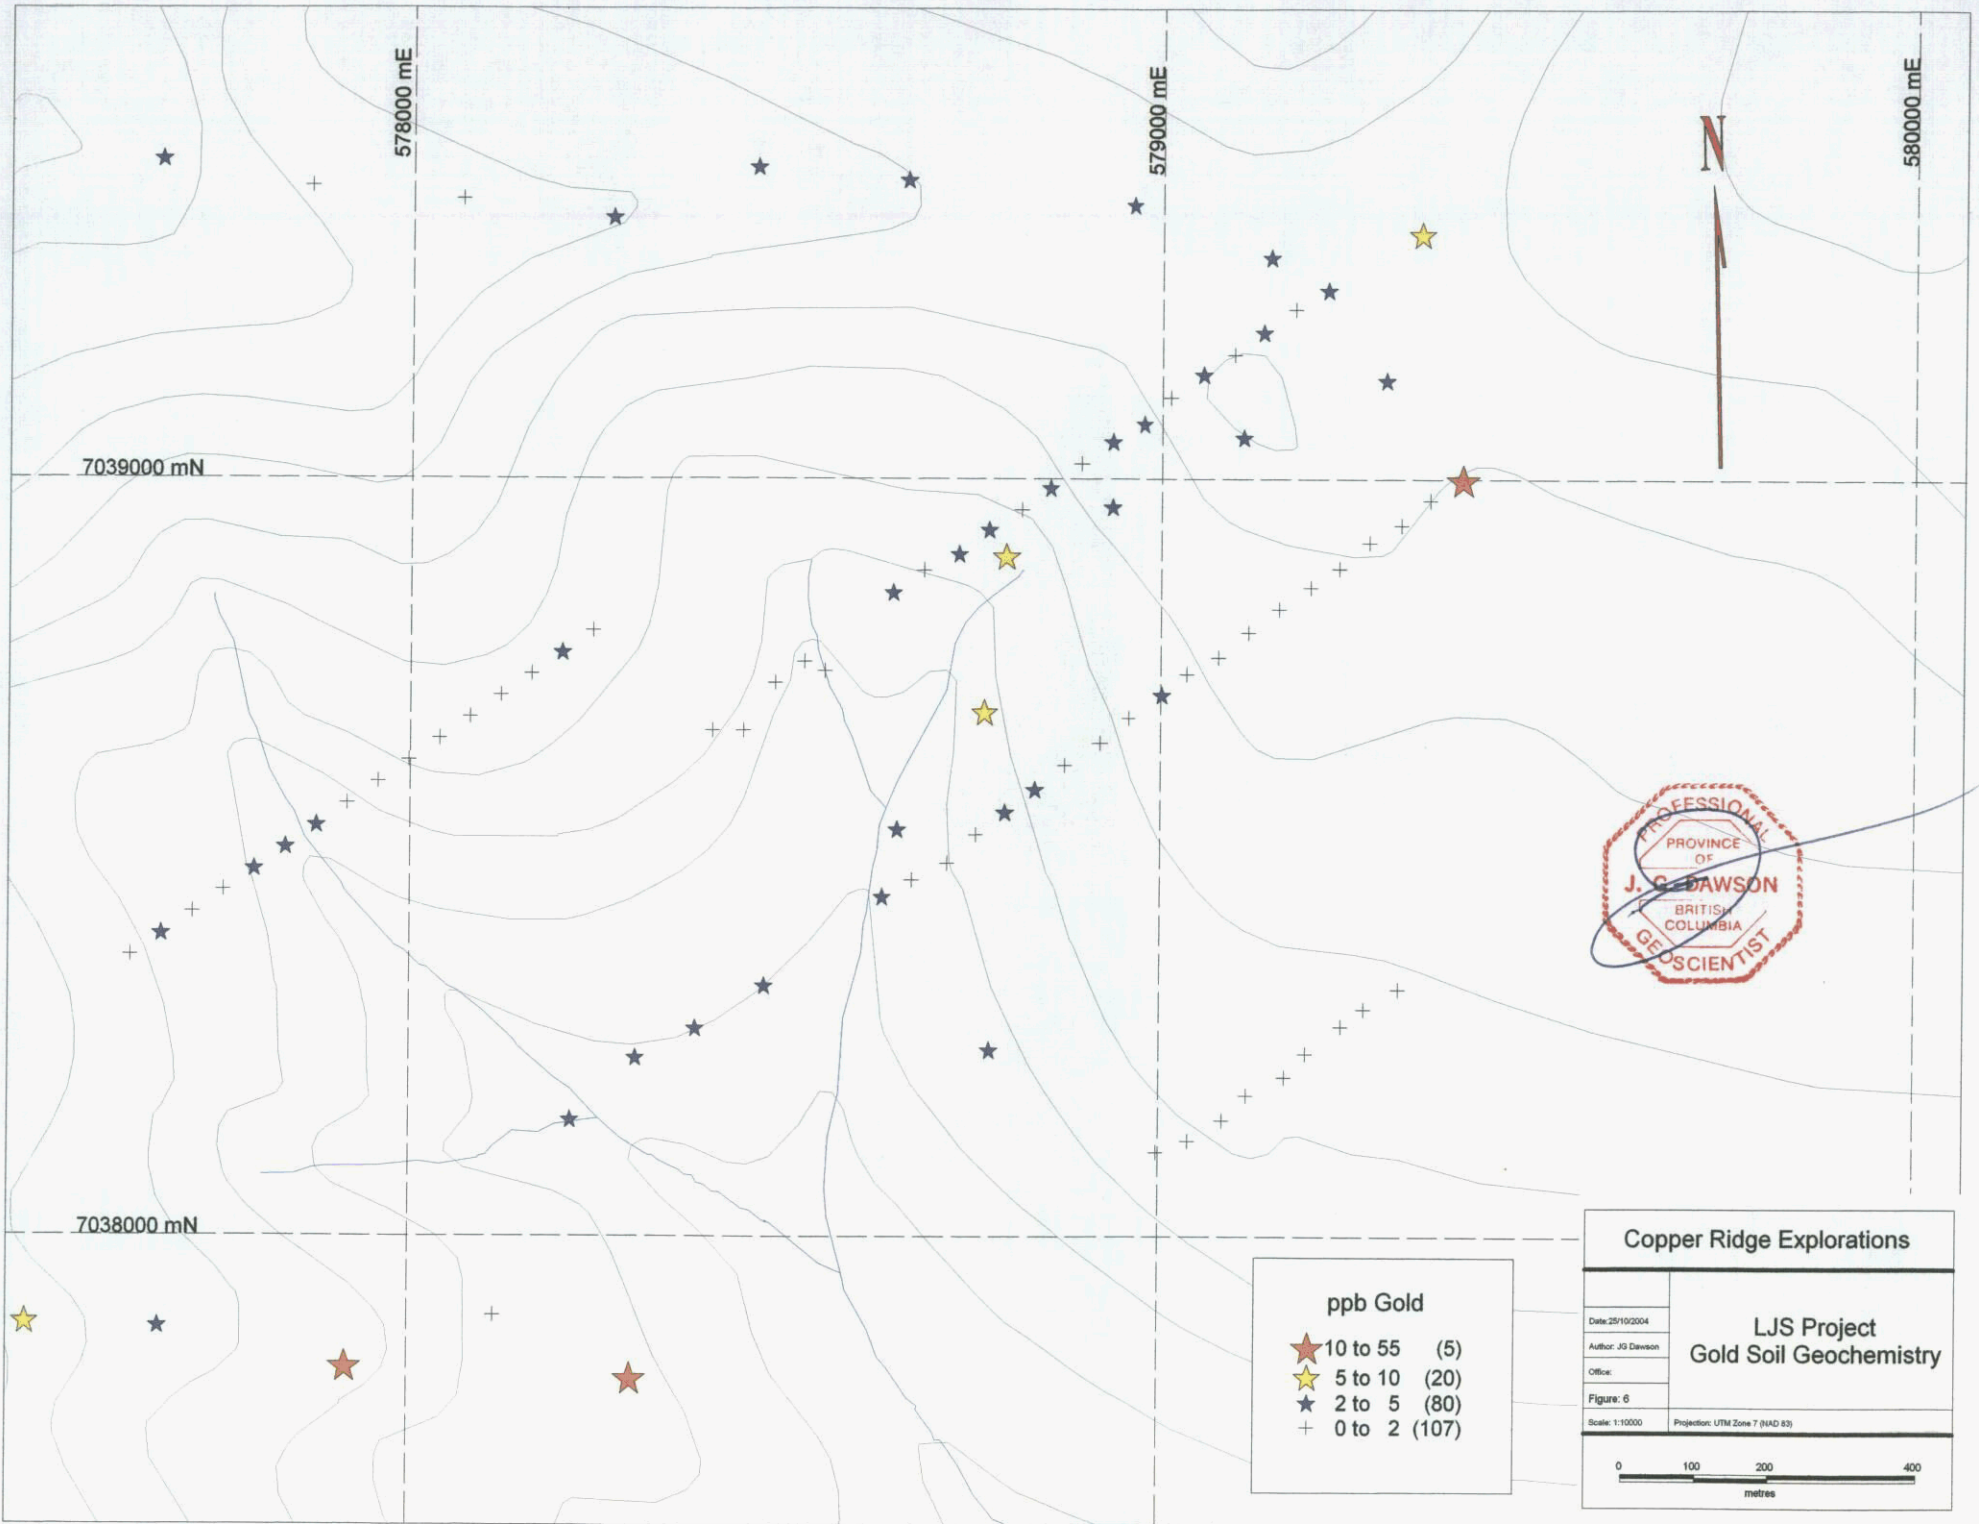 578000 mE
579000 mE
580000 mE
N
7039000 mN
7038000 mN
PROFESSIONAL
PROVINCE
OF
J. G. DAWSON
BRITISH
COLUMBIA
GEOSCIENTIST
ppb Gold
10 to 55 (5)
5 to 10 (20)
2 to 5 (80)
0 to 2 (107)
Copper Ridge Explorations
Date:25/10/2004
Author: JG Dawson
Office:
Figure: 6
Scale: 1:10000
LJS Project
Gold Soil Geochemistry
Projection: UTM Zone 7 (NAD 83)
0 100 200 400
metres